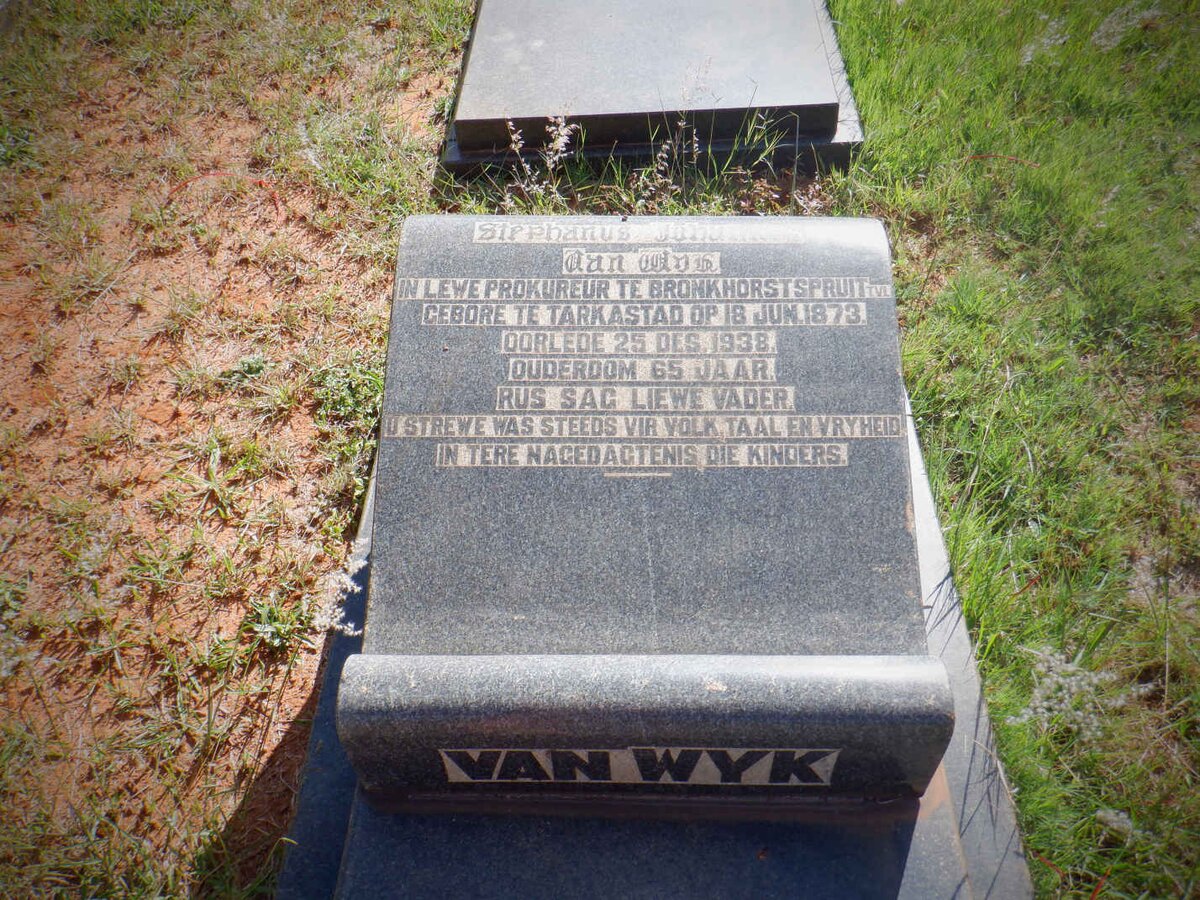 Stephanus
Van Wyk
IN LEWE PROKUREUR TE BRONKHORSTSPRUIT
GEBORE TE TARKASTAD OP 18 JUN. 1873.
OORLEDE 25 DES. 1938.
OUDERDOM 65 JAAR.
RUS SAG LIEWE VADER.
U STREWE WAS STEEDS VIR VOLK, TAAL EN VRYHEID
IN TERE NAGEDAGTENIS, DIE KINDERS.
VAN WYK